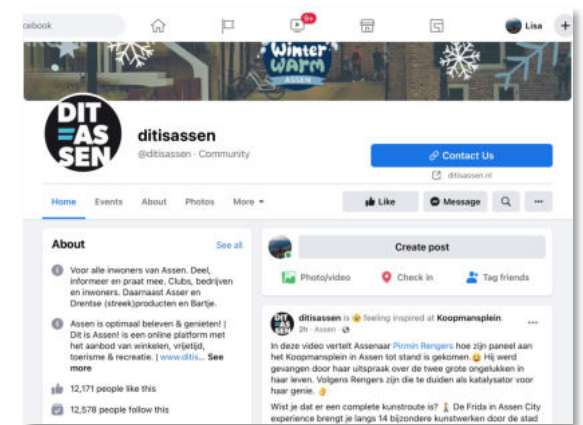 cebook
9+
Lisa
Winter
WARM
ASSEN
DIT
=AS
SEN
ditisassen
@ditisassen · Community
Contact Us
ditisassen.nl
Home Events About Photos More
Like Message
About
See all
Voor alle inwoners van Assen. Deel,
informeer en praat mee. Clubs, bedrijven
en inwoners. Daarnaast Asser en
Drentse (streek)producten en Bartje.
Assen is optimaal beleven & genieten! |
Dit is Assen! is een online platform met
het aanbod van winkelen, vrijetijd,
toerisme & recreatie. | www.ditis... See
more
12,171 people like this
12,578 people follow this
Create post
Photo/video Check in Tag friends
DIT
=AS
SEN
ditisassen is feeling inspired at Koopmansplein.
2h · Assen ·
In deze video vertelt Assenaar Pirmin Rengers hoe zijn paneel aan
het Koopmansplein in Assen tot stand is gekomen. Hij werd
gevangen door haar uitspraak over de twee grote ongelukken in
haar leven. Volgens Rengers zijn die te duiden als katalysator voor
haar genie.
Wist je dat er een complete kunstroute is? De Frida in Assen City
experience brengt je langs 14 bijzondere kunstwerken door de stad